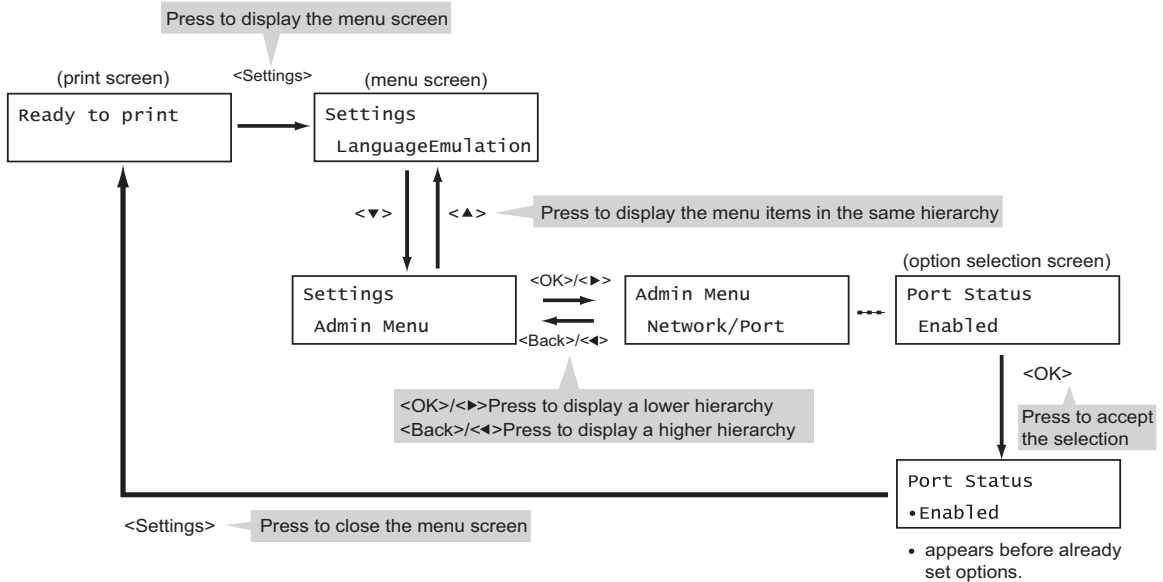 Press to display the menu screen
(print screen)
<Settings>
(menu screen)
Ready to print
Settings
LanguageEmulation
<▼>
<▲>
Press to display the menu items in the same hierarchy
(option selection screen)
Settings
Admin Menu
<OK>/<▶>
<Back>/<◀>
Admin Menu
Network/Port
Port Status
Enabled
<OK>/<▶>Press to display a lower hierarchy
<Back>/<◀>Press to display a higher hierarchy
<OK>
Press to accept
the selection
Port Status
•Enabled
<Settings>
Press to close the menu screen
• appears before already
set options.